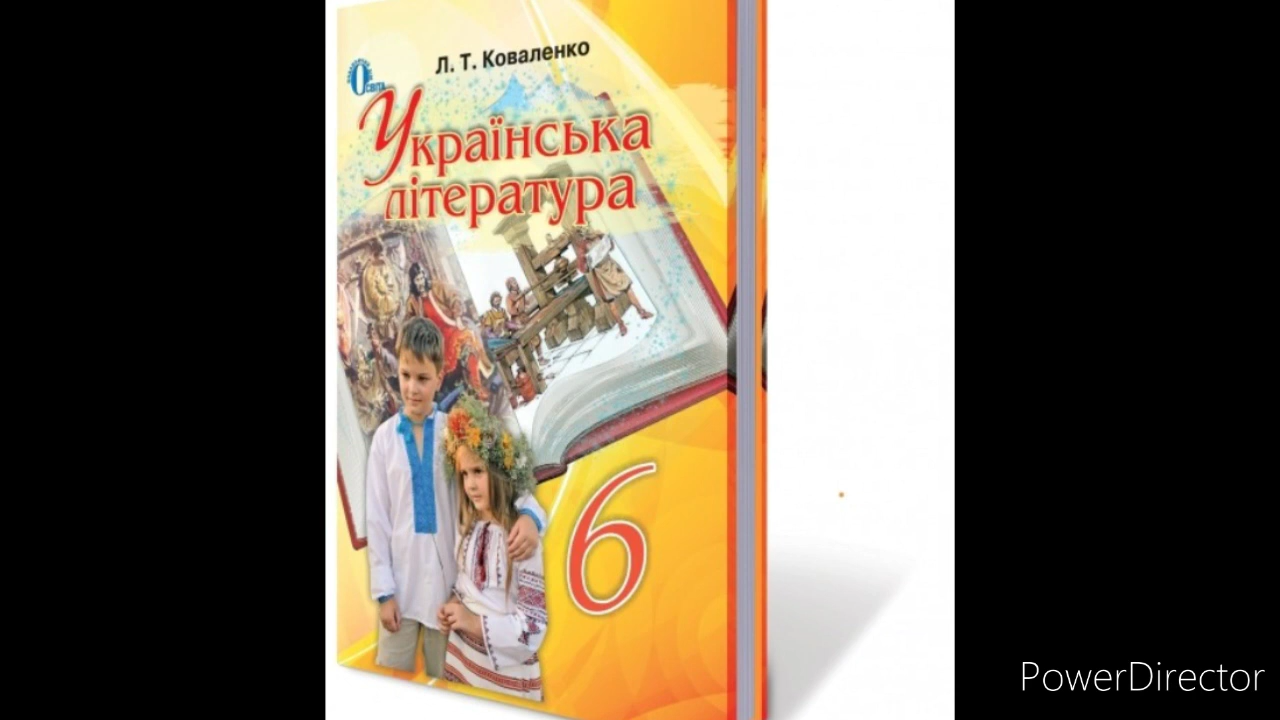 Л. Т. Коваленко
ОСВІТА
Українська
література
6
PowerDirector